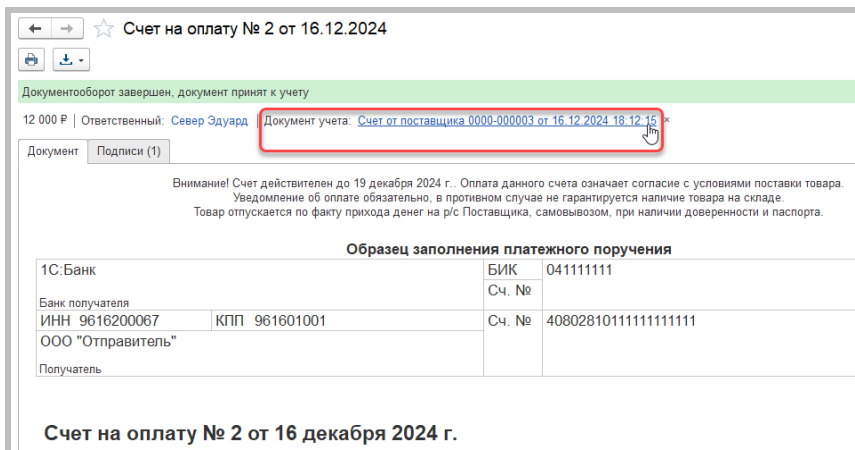 Счет на оплату № 2 от 16.12.2024
Документооборот завершен, документ принят к учету
12 000 ₽ | Ответственный: Север Эдуард | Документ учета: Счет от поставщика 0000-000003 от 16.12.2024 18:12:15 ×
Документ Подписи (1)
Внимание! Счет действителен до 19 декабря 2024 г.. Оплата данного счета означает согласие с условиями поставки товара.
Уведомление об оплате обязательно, в противном случае не гарантируется наличие товара на складе.
Товар отпускается по факту прихода денег на р/с Поставщика, самовывозом, при наличии доверенности и паспорта.
Образец заполнения платежного поручения
1С:Банк БИК 041111111
Сч. №
Банк получателя
ИНН 9616200067 КПП 961601001 Сч. № 40802810111111111111
ООО "Отправитель"
Получатель
Счет на оплату № 2 от 16 декабря 2024 г.